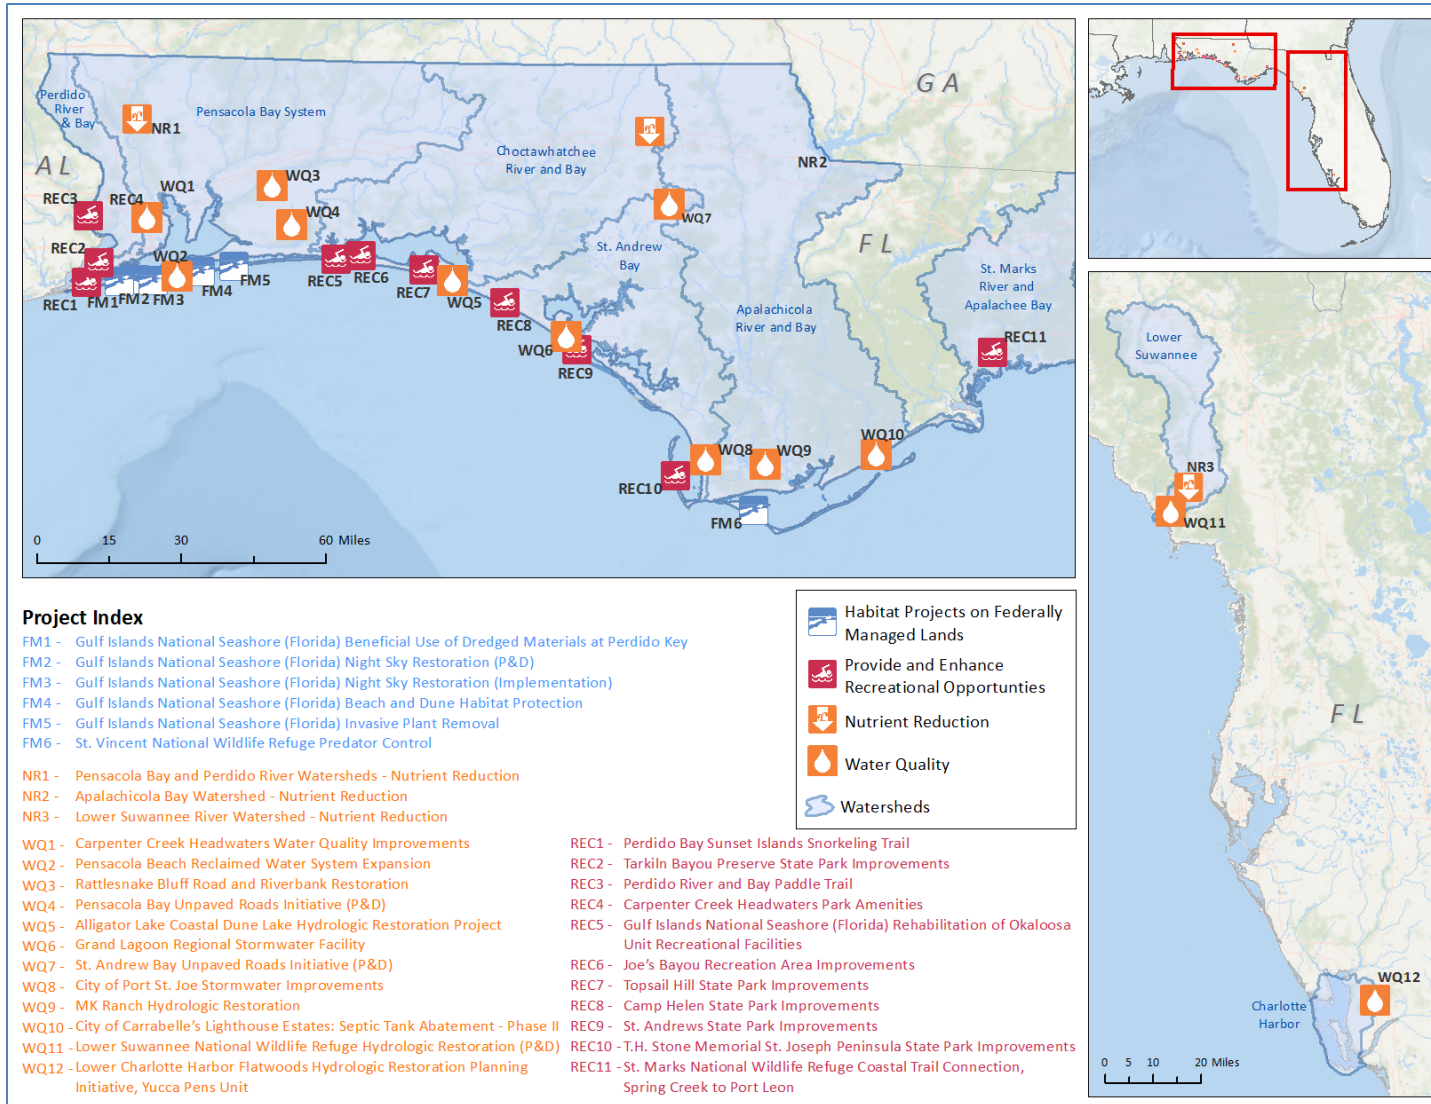 Perdido
River
& Bay
Pensacola Bay System
NR1
Choctawhatchee
River and Bay
NR2
GA
AL
WQ1
WQ3
REC3
REC4
WQ4
WQ7
REC2
WQ2
St. Andrew
Bay
FL
St. Marks
River and
Apalachee Bay
REC1
FM1
FM2
FM3
FM4
FM5
REC5
REC6
REC7
WQ5
REC8
Apalachicola
River and Bay
REC11
WQ6
REC9
WQ8
WQ9
WQ10
REC10
FM6
0 15 30 60 Miles
Lower
Suwannee
NR3
WQ11
FL
WQ12
Charlotte
Harbor
0 5 10 20 Miles
Project Index
FM1 - Gulf Islands National Seashore (Florida) Beneficial Use of Dredged Materials at Perdido Key
FM2 - Gulf Islands National Seashore (Florida) Night Sky Restoration (P&D)
FM3 - Gulf Islands National Seashore (Florida) Night Sky Restoration (Implementation)
FM4 - Gulf Islands National Seashore (Florida) Beach and Dune Habitat Protection
FM5 - Gulf Islands National Seashore (Florida) Invasive Plant Removal
FM6 - St. Vincent National Wildlife Refuge Predator Control
NR1 - Pensacola Bay and Perdido River Watersheds - Nutrient Reduction
NR2 - Apalachicola Bay Watershed - Nutrient Reduction
NR3 - Lower Suwannee River Watershed - Nutrient Reduction
WQ1 - Carpenter Creek Headwaters Water Quality Improvements
WQ2 - Pensacola Beach Reclaimed Water System Expansion
WQ3 - Rattlesnake Bluff Road and Riverbank Restoration
WQ4 - Pensacola Bay Unpaved Roads Initiative (P&D)
WQ5 - Alligator Lake Coastal Dune Lake Hydrologic Restoration Project
WQ6 - Grand Lagoon Regional Stormwater Facility
WQ7 - St. Andrew Bay Unpaved Roads Initiative (P&D)
WQ8 - City of Port St. Joe Stormwater Improvements
WQ9 - MK Ranch Hydrologic Restoration
WQ10 - City of Carrabelle's Lighthouse Estates: Septic Tank Abatement - Phase II
WQ11 - Lower Suwannee National Wildlife Refuge Hydrologic Restoration (P&D)
WQ12 - Lower Charlotte Harbor Flatwoods Hydrologic Restoration Planning
Initiative, Yucca Pens Unit
REC1 - Perdido Bay Sunset Islands Snorkeling Trail
REC2 - Tarkiln Bayou Preserve State Park Improvements
REC3 - Perdido River and Bay Paddle Trail
REC4 - Carpenter Creek Headwaters Park Amenities
REC5 - Gulf Islands National Seashore (Florida) Rehabilitation of Okaloosa
Unit Recreational Facilities
REC6 - Joe's Bayou Recreation Area Improvements
REC7 - Topsail Hill State Park Improvements
REC8 - Camp Helen State Park Improvements
REC9 - St. Andrews State Park Improvements
REC10 - T.H. Stone Memorial St. Joseph Peninsula State Park Improvements
REC11 - St. Marks National Wildlife Refuge Coastal Trail Connection,
Spring Creek to Port Leon
Habitat Projects on Federally
Managed Lands
Provide and Enhance
Recreational Opportunties
Nutrient Reduction
Water Quality
Watersheds